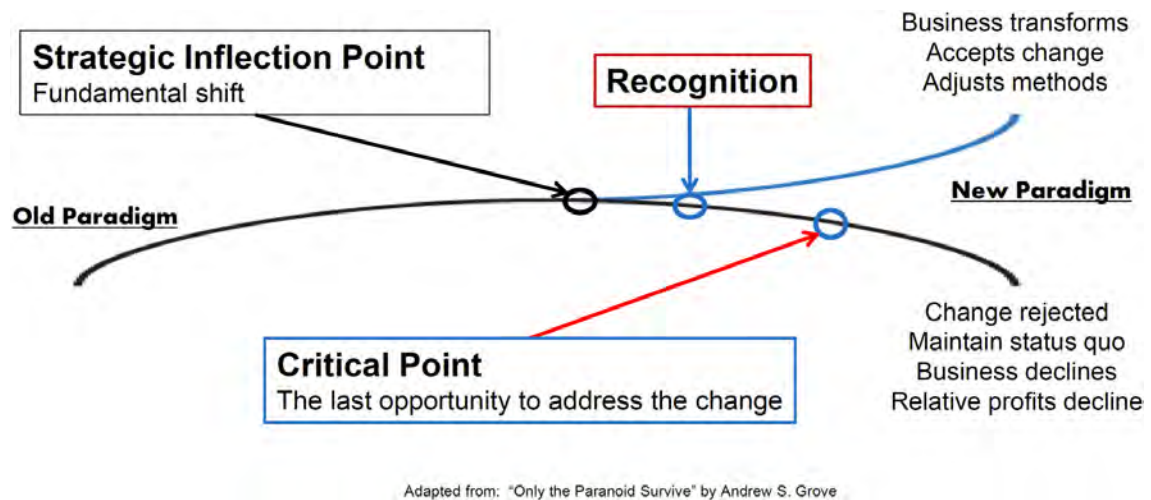 Strategic Inflection Point
Fundamental shift
Recognition
Business transforms
Accepts change
Adjusts methods
Old Paradigm
New Paradigm
Critical Point
The last opportunity to address the change
Change rejected
Maintain status quo
Business declines
Relative profits decline
Adapted from: "Only the Paranoid Survive" by Andrew S. Grove